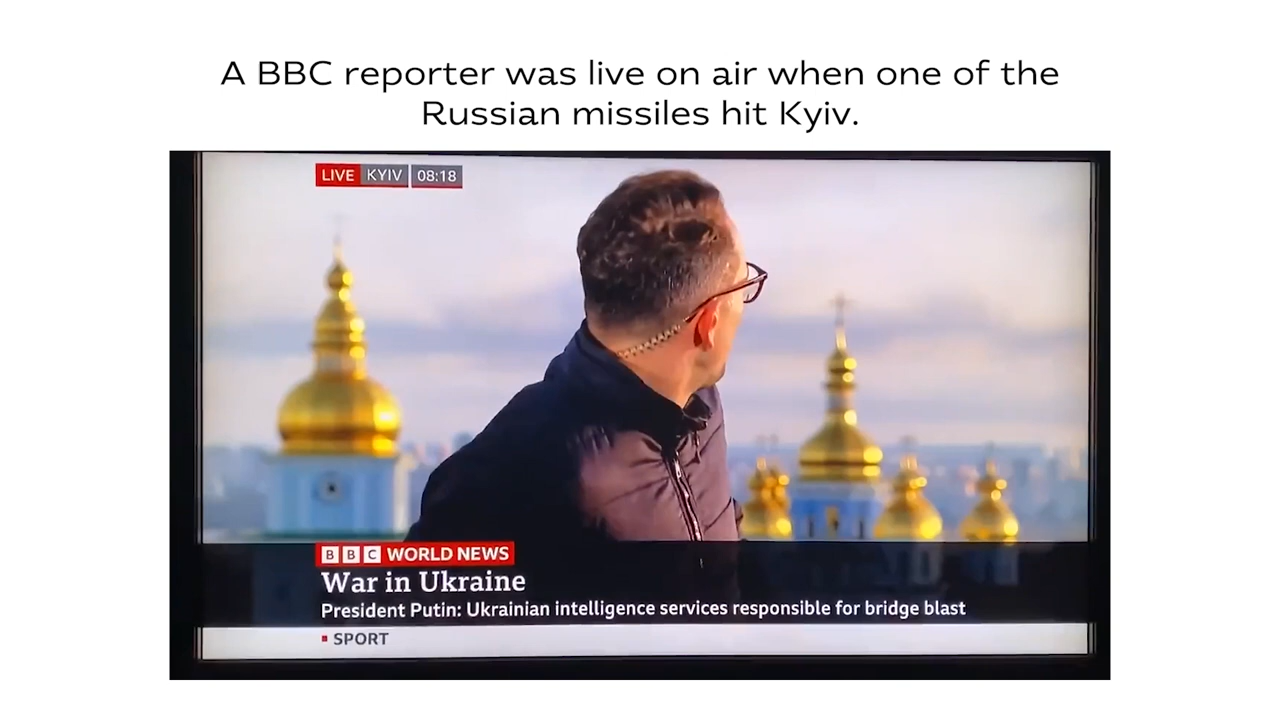 A BBC reporter was live on air when one of the
Russian missiles hit Kyiv.
LIVE KYIV 08:18
BBC WORLD NEWS
War in Ukraine
President Putin: Ukrainian intelligence services responsible for bridge blast
SPORT